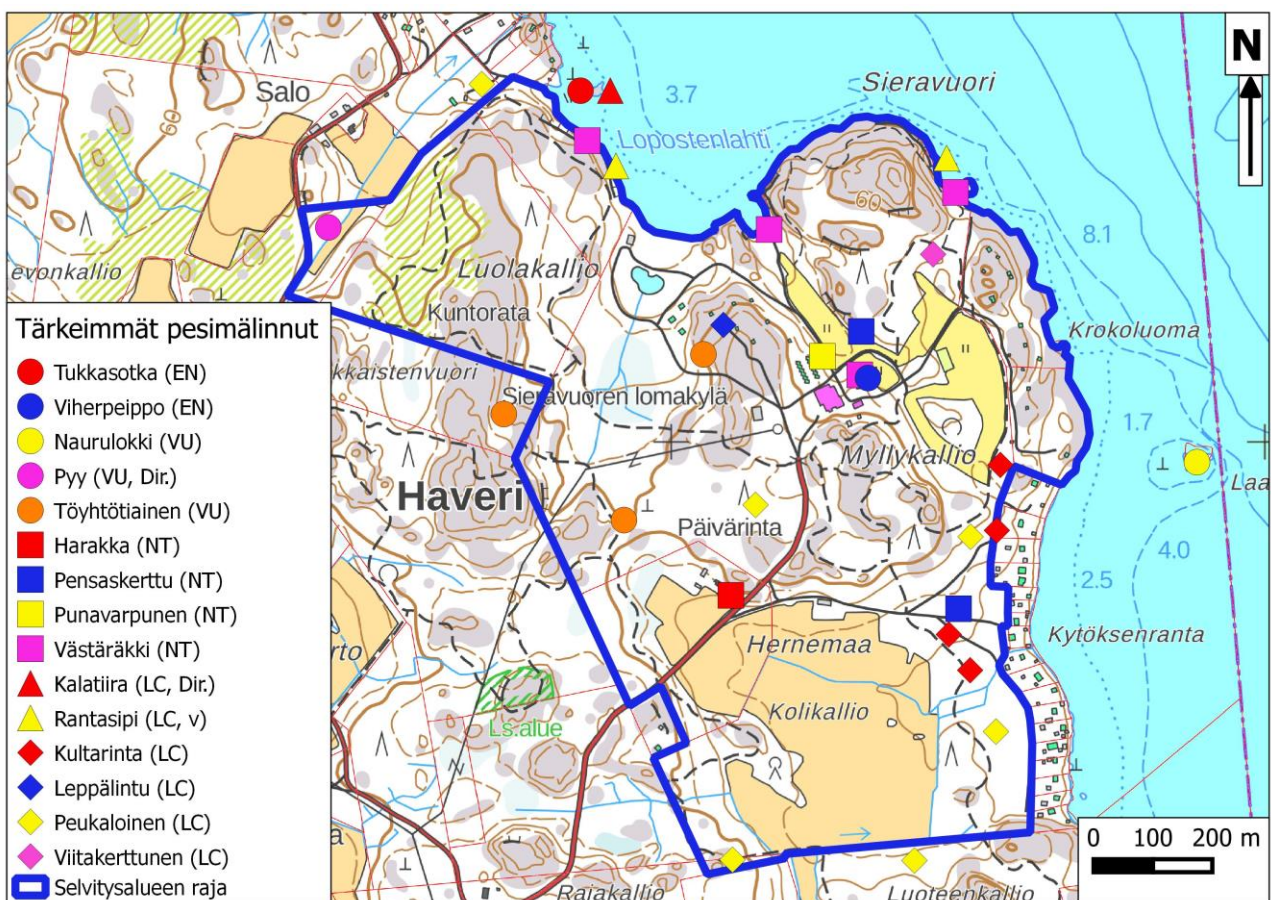 N
Salo
3.7
Sieravuori
Lopostenlahti
60
60
8.1
evonkallio
Luolakallio
Kuntorata
Krokoluoma
kkaistenvuori
Sieravuoren lomakylä
1.7
Myllykallio
Laa
Haveri
Päivärinta
4.0
2.5
Hernemaa
Kytöksenranta
rto
Kolikallio
Ls.alue
a
Rajakallio
Luoteenkallio
Tärkeimmät pesimälinnut
Tukkasotka (EN)
Viherpeippo (EN)
Naurulokki (VU)
Pyy (VU, Dir.)
Töyhtötiainen (VU)
Harakka (NT)
Pensaskerttu (NT)
Punavarpunen (NT)
Västäräkki (NT)
Kalatiira (LC, Dir.)
Rantasipi (LC, v)
Kultarinta (LC)
Leppälintu (LC)
Peukaloinen (LC)
Viitakerttunen (LC)
Selvitysalueen raja
0 100 200 m